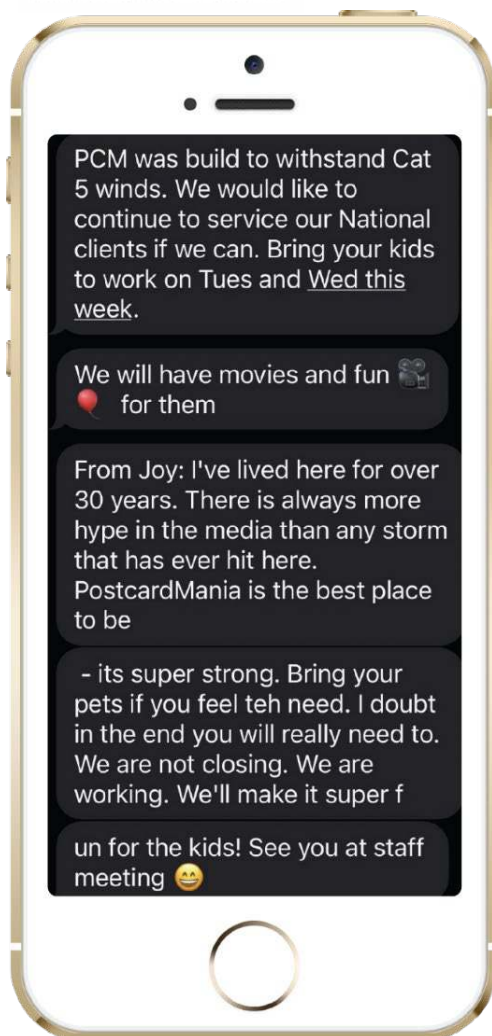 PCM was build to withstand Cat
5 winds. We would like to
continue to service our National
clients if we can. Bring your kids
to work on Tues and Wed this
week.
We will have movies and fun 🎥
🎈 for them
From Joy: I've lived here for over
30 years. There is always more
hype in the media than any storm
that has ever hit here.
PostcardMania is the best place
to be
- its super strong. Bring your
pets if you feel teh need. I doubt
in the end you will really need to.
We are not closing. We are
working. We'll make it super f
un for the kids! See you at staff
meeting 😄